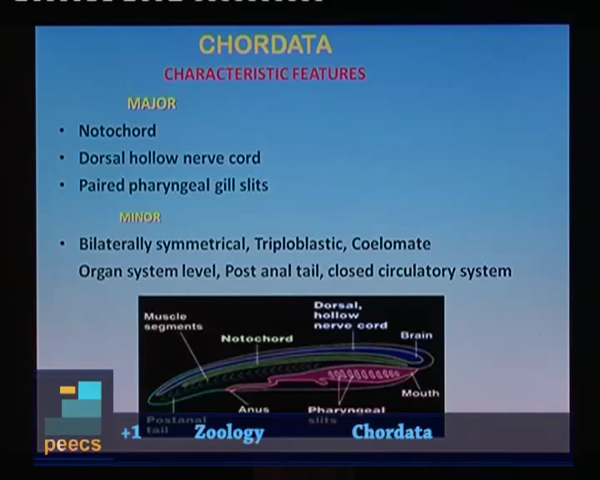 CHORDATA
CHARACTERISTIC FEATURES
MAJOR
• Notochord
• Dorsal hollow nerve cord
• Paired pharyngeal gill slits
MINOR
• Bilaterally symmetrical, Triploblastic, Coelomate
Organ system level, Post anal tail, closed circulatory system
Muscle
segments
Notochord
Dorsal,
hollow
nerve cord
Brain
Mouth
Anus
Pharyngeal
slits
Postanal
tail
peecs
+1 Zoology Chordata